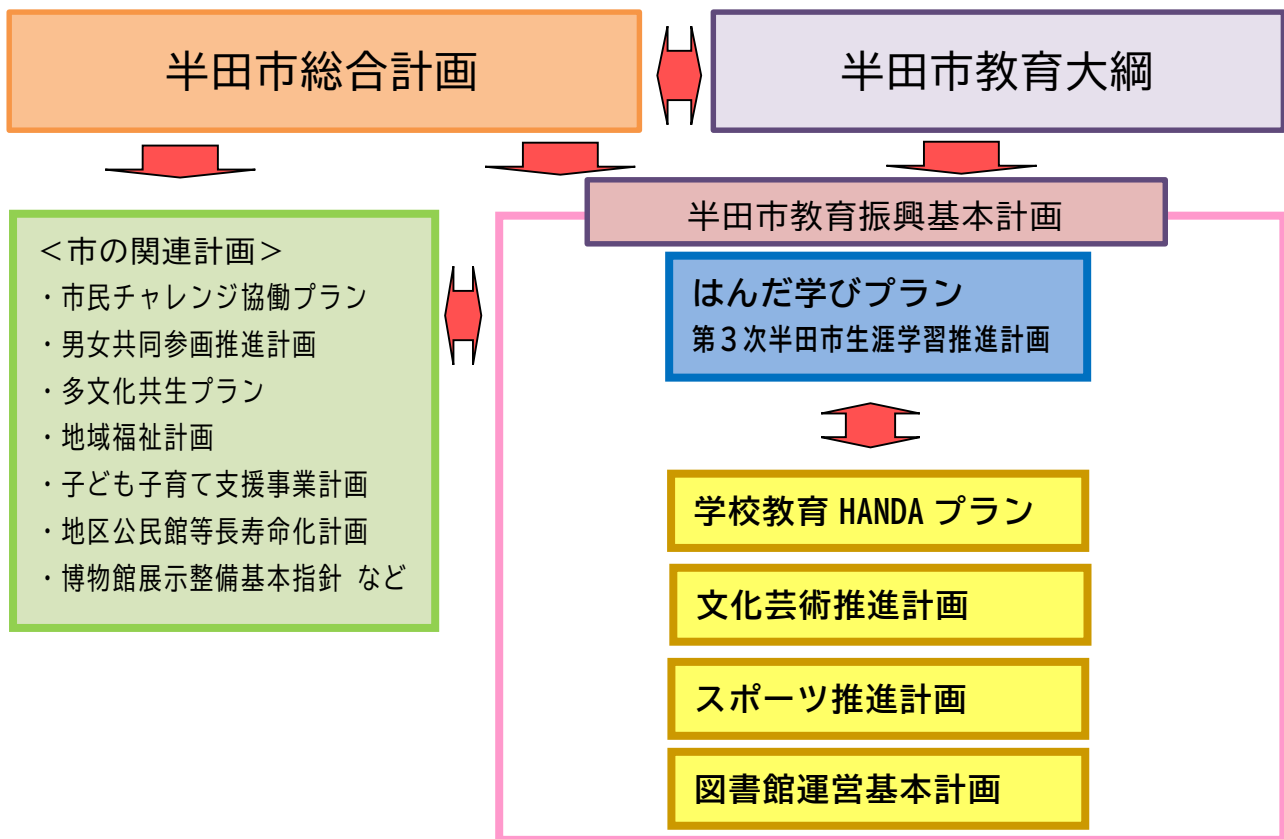 半田市総合計画
半田市教育大綱
半田市教育振興基本計画
＜市の関連計画＞
・市民チャレンジ協働プラン
・男女共同参画推進計画
・多文化共生プラン
・地域福祉計画
・子ども子育て支援事業計画
・地区公民館等長寿命化計画
・博物館展示整備基本指針 など
はんだ学びプラン
第３次半田市生涯学習推進計画
学校教育 HANDA プラン
文化芸術推進計画
スポーツ推進計画
図書館運営基本計画